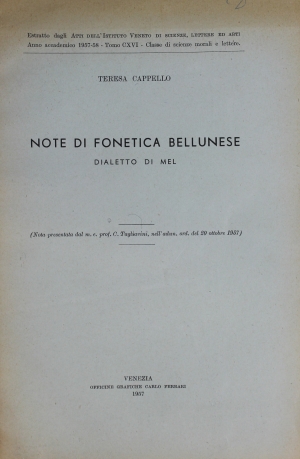 Estratto dagli ATTI DELL'ISTITUTO VENETO DI SCIENZE, LETTERE ED ARTI
Anno accademico 1957-58 - Tomo CXVI - Classe di scienze morali e lettere.
TERESA CAPPELLO
NOTE DI FONETICA BELLUNESE
DIALETTO DI MEL
(Nota presentata dal m. e. prof. C. Tagliavini, nell'adun. ord. del 20 ottobre 1957)
VENEZIA
OFFICINE GRAFICHE CARLO FERRARI
1957